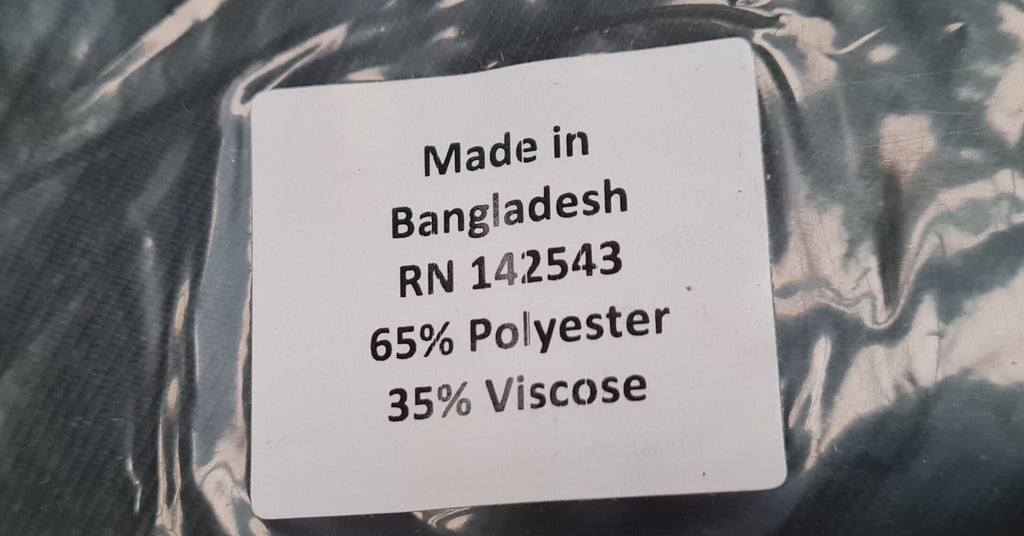 Made in
Bangladesh
RN 142543
65% Polyester
35% Viscose